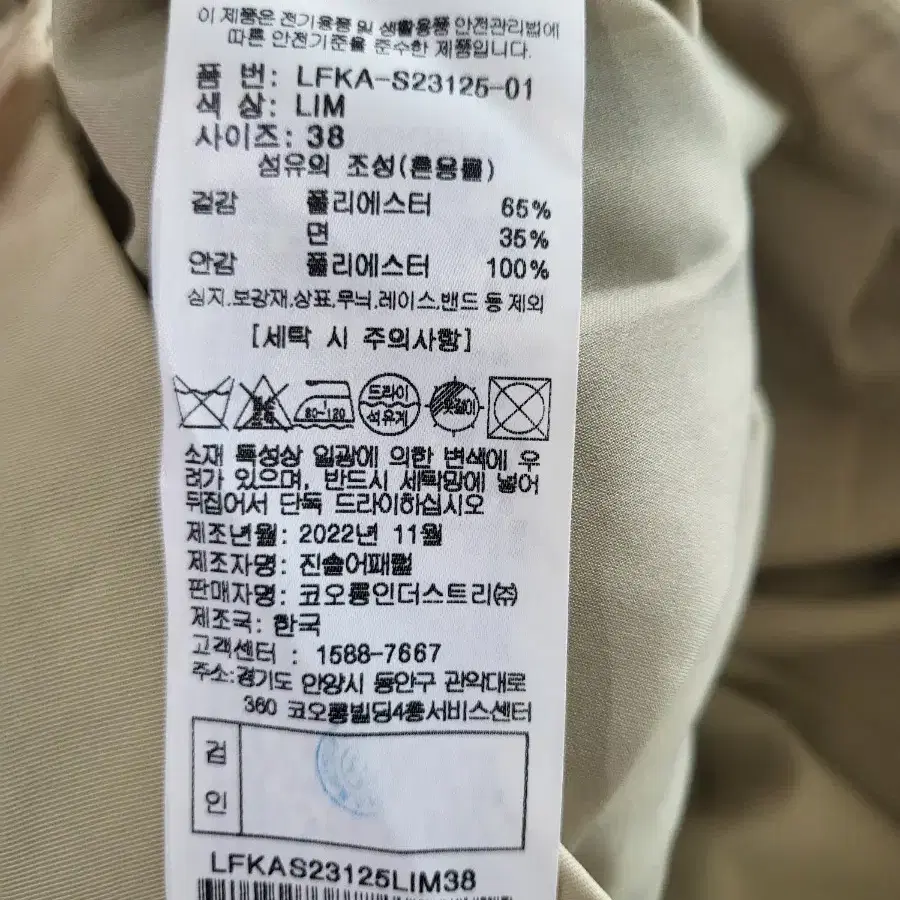 이 제품은 전기용품 및 생활용품 안전관리법에
따른 안전기준을 준수한 제품입니다.
품 번: LFKA-S23125-01
색 상: LIM
사이즈: 38
섬유의 조성(혼용률)
겉감 폴리에스터 65%
면 35%
안감 폴리에스터 100%
심지.보강재.상표.무늬.레이스.밴드 등 제외
[세탁 시 주의사항]
1 드라이
80~120 석유계 옷걸이
소재 특성상 일광에 의한 변색에 우
려가 있으며, 반드시 세탁망에 넣어
뒤집어서 단독 드라이하십시오
제조년월: 2022년 11월
제조자명: 진솔어패럴
판매자명: 코오롱인더스트리㈜
제조국: 한국
고객센터 : 1588-7667
주소:경기도 안양시 동안구 관악대로
360 코오롱빌딩4층서비스센터
검
인
LFKAS23125LIM38